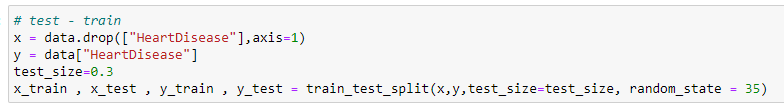 # test - train
x = data.drop(["HeartDisease"],axis=1)
y = data["HeartDisease"]
test_size=0.3
x_train , x_test , y_train , y_test = train_test_split(x,y,test_size=test_size, random_state = 35)